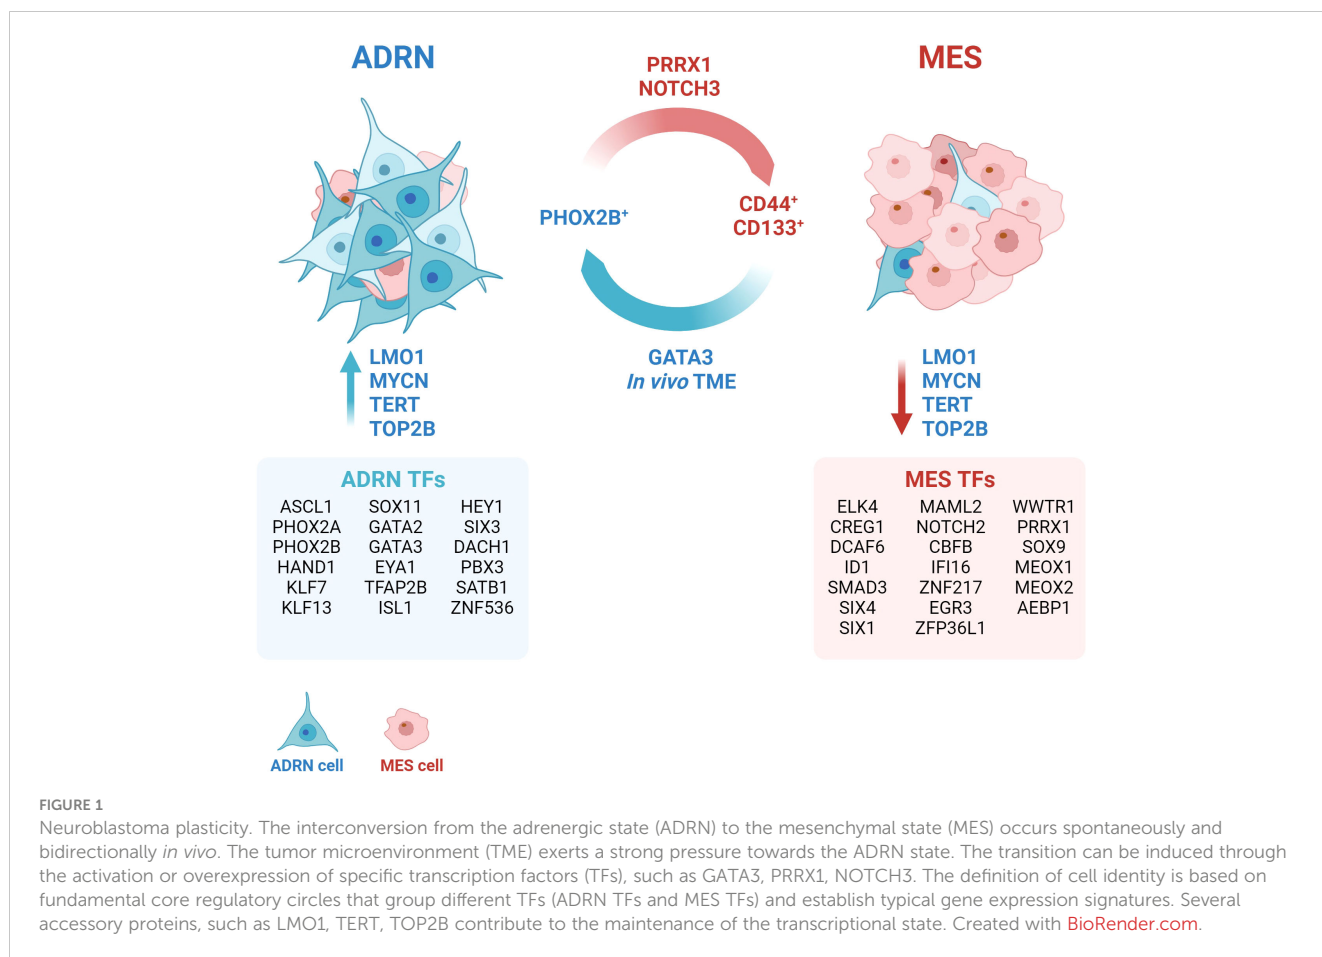 ADRN
MES
PRRX1
NOTCH3
PHOX2B⁺
CD44⁺
CD133⁺
GATA3
In vivo TME
LMO1
MYCN
TERT
TOP2B
LMO1
MYCN
TERT
TOP2B
ADRN TFs
ASCL1 SOX11 HEY1
PHOX2A GATA2 SIX3
PHOX2B GATA3 DACH1
HAND1 EYA1 PBX3
KLF7 TFAP2B SATB1
KLF13 ISL1 ZNF536
MES TFs
ELK4 MAML2 WWTR1
CREG1 NOTCH2 PRRX1
DCAF6 CBFB SOX9
ID1 IFI16 MEOX1
SMAD3 ZNF217 MEOX2
SIX4 EGR3 AEBP1
SIX1 ZFP36L1
ADRN cell
MES cell
FIGURE 1
Neuroblastoma plasticity. The interconversion from the adrenergic state (ADRN) to the mesenchymal state (MES) occurs spontaneously and
bidirectionally in vivo. The tumor microenvironment (TME) exerts a strong pressure towards the ADRN state. The transition can be induced through
the activation or overexpression of specific transcription factors (TFs), such as GATA3, PRRX1, NOTCH3. The definition of cell identity is based on
fundamental core regulatory circles that group different TFs (ADRN TFs and MES TFs) and establish typical gene expression signatures. Several
accessory proteins, such as LMO1, TERT, TOP2B contribute to the maintenance of the transcriptional state. Created with BioRender.com.